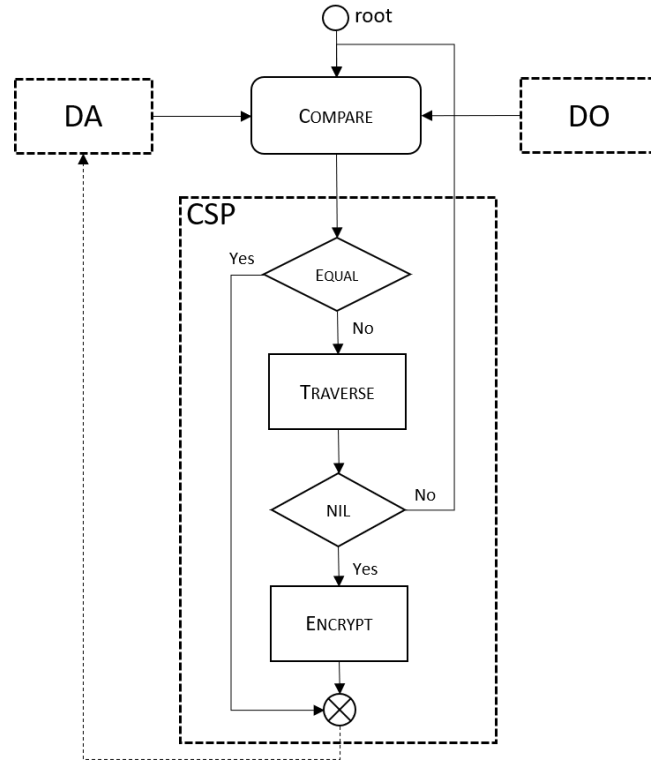 root
DA
COMPARE
DO
CSP
Yes
EQUAL
No
TRAVERSE
NIL
No
Yes
ENCRYPT